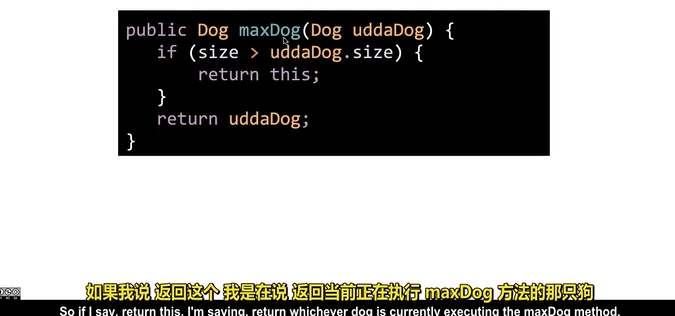 public Dog maxDog(Dog uddaDog) {
if (size > uddaDog.size) {
return this;
}
return uddaDog;
}
如果我说 返回这个 我是在说 返回当前正在执行 maxDog 方法的那只狗
So if I say, return this, I'm saying, return whichever dog is currently executing the maxDog method.